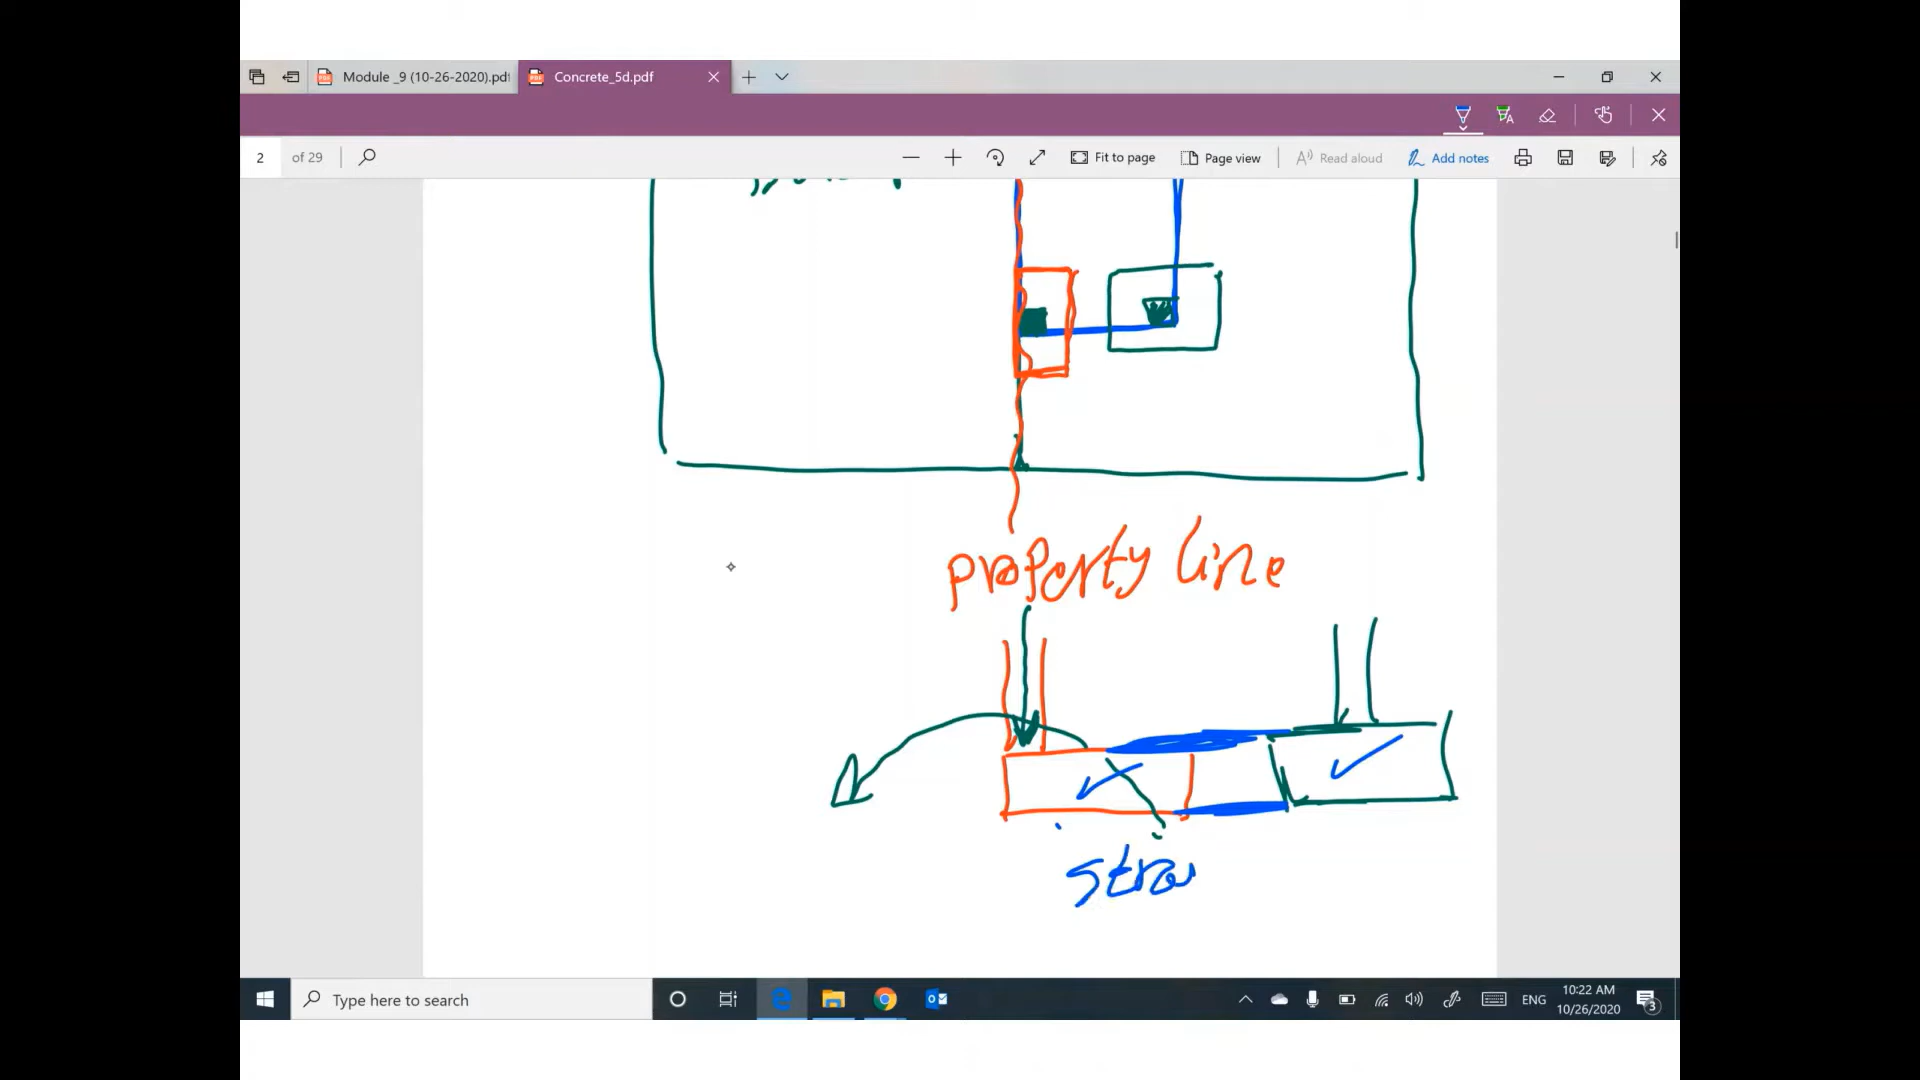 Module _9 (10-26-2020).pdf
Concrete_5d.pdf
2 of 29
Fit to page
Page view
Read aloud
Add notes
property line
stra
Type here to search
ENG
10:22 AM
10/26/2020
3